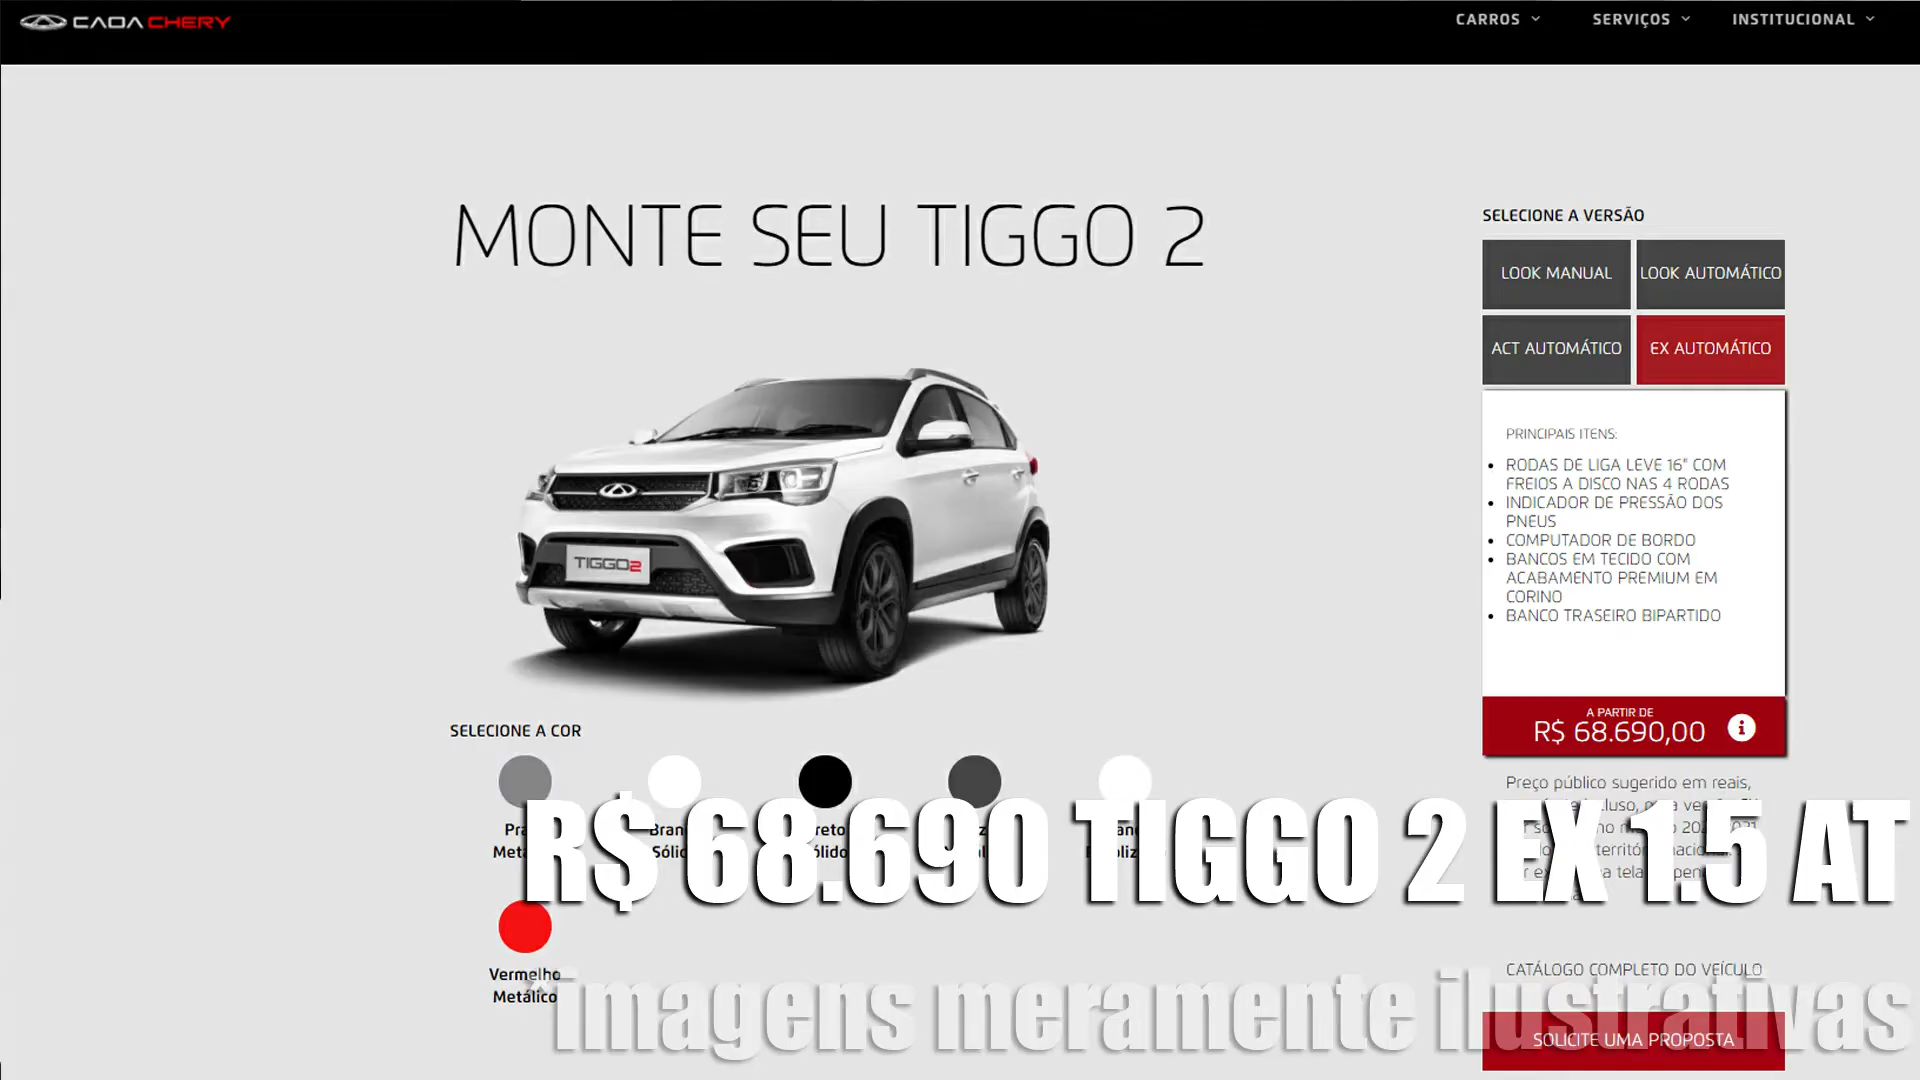 CAOA CHERY
CARROS
SERVIÇOS
INSTITUCIONAL
MONTE SEU TIGGO 2
TIGGO2
SELECIONE A VERSÃO
LOOK MANUAL
LOOK AUTOMÁTICO
ACT AUTOMÁTICO
EX AUTOMÁTICO
PRINCIPAIS ITENS:
RODAS DE LIGA LEVE 16" COM
FREIOS A DISCO NAS 4 RODAS
INDICADOR DE PRESSÃO DOS
PNEUS
COMPUTADOR DE BORDO
BANCOS EM TECIDO COM
ACABAMENTO PREMIUM EM
CORINO
BANCO TRASEIRO BIPARTIDO
A PARTIR DE
R$ 68.690,00
Preço público sugerido em reais,
SELECIONE A COR
R$ 68.690 TIGGO 2 EX 1.5 AT
Vermelho
Metálico
CATÁLOGO COMPLETO DO VEÍCULO
*imagens meramente ilustrativas
SOLICITE UMA PROPOSTA